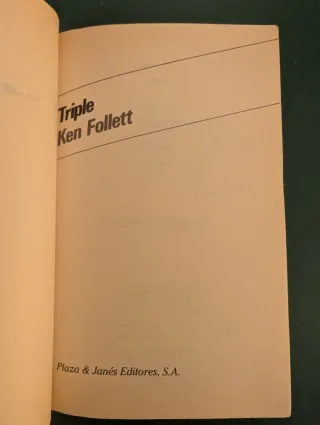 Triple
Ken Follett
Plaza & Janés Editores, S.A.